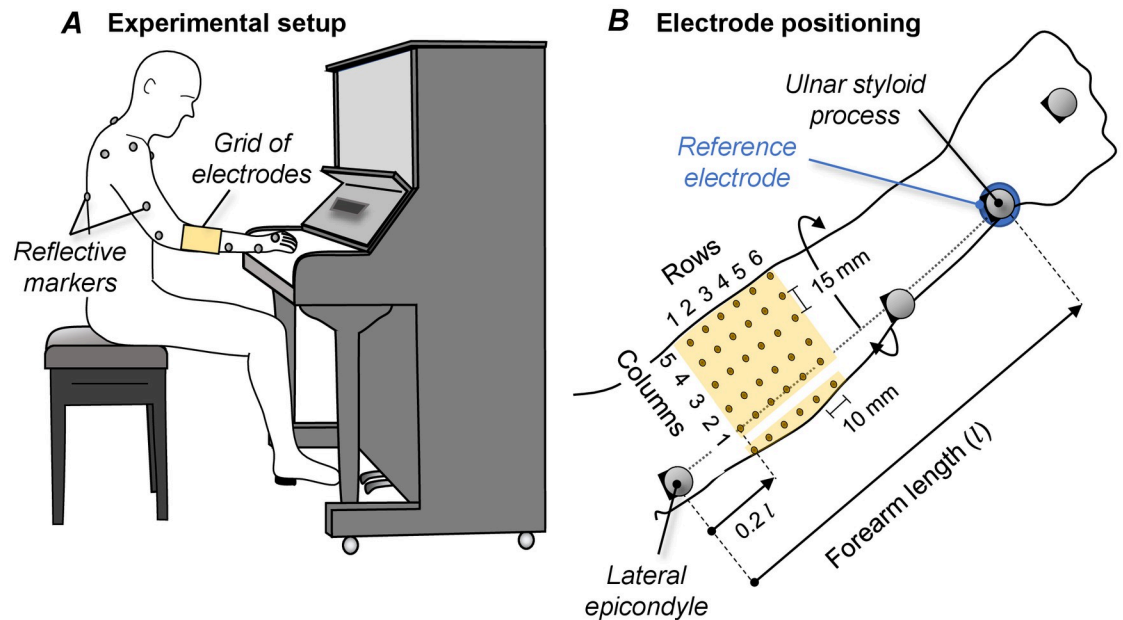 A Experimental setup
Grid of
electrodes
Reflective
markers
B Electrode positioning
Ulnar styloid
process
Reference
electrode
Rows
1 2 3 4 5 6
15 mm
Columns
5 4 3 2 1
10 mm
0.2 l
Forearm length (l)
Lateral
epicondyle